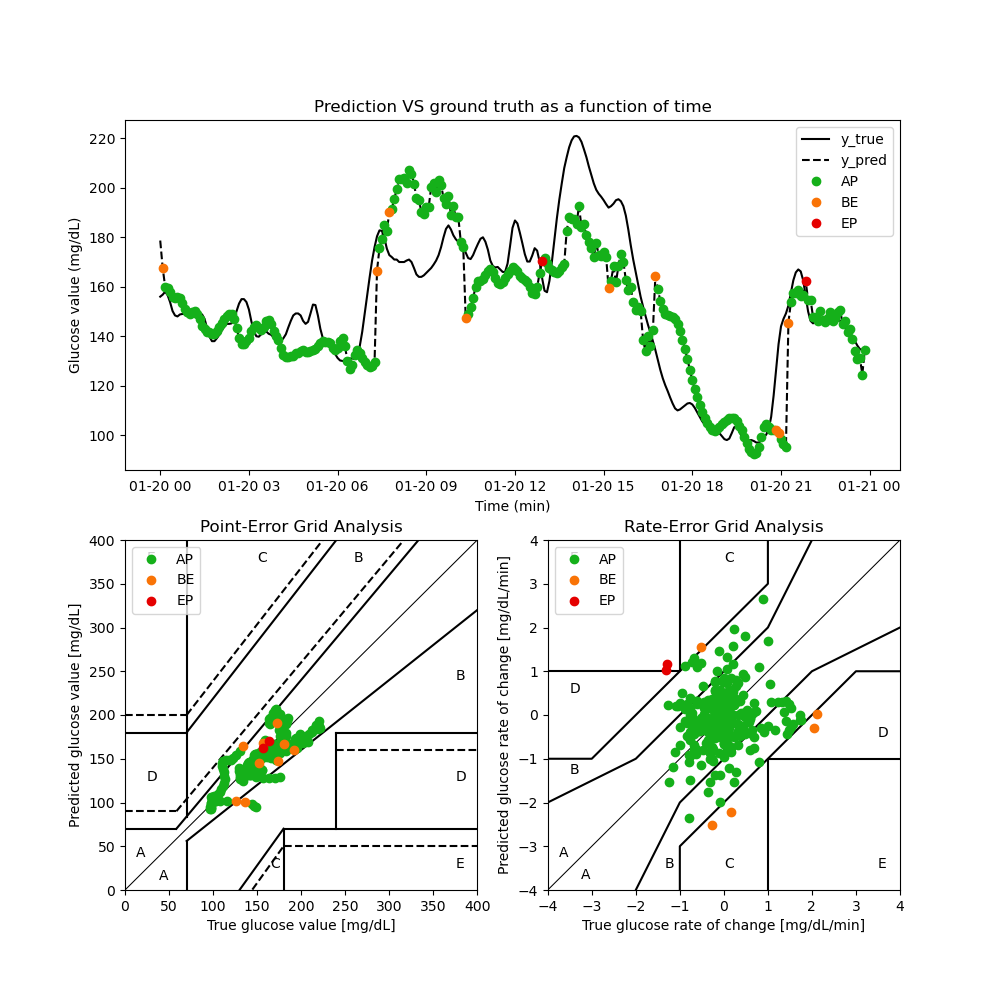 Prediction VS ground truth as a function of time
Glucose value (mg/dL)
220
200
180
160
140
120
100
y_true
y_pred
AP
BE
EP
01-20 00 01-20 03 01-20 06 01-20 09 01-20 12 01-20 15 01-20 18 01-20 21 01-21 00
Time (min)
Point-Error Grid Analysis
Predicted glucose value [mg/dL]
400
350
300
250
200
150
100
50
0
AP
BE
EP
C
B
B
D
D
A
A
C
E
0 50 100 150 200 250 300 350 400
True glucose value [mg/dL]
Rate-Error Grid Analysis
Predicted glucose rate of change [mg/dL/min]
4
3
2
1
0
−1
−2
−3
−4
AP
BE
EP
C
D
D
B
A
A
B
C
E
−4 −3 −2 −1 0 1 2 3 4
True glucose rate of change [mg/dL/min]